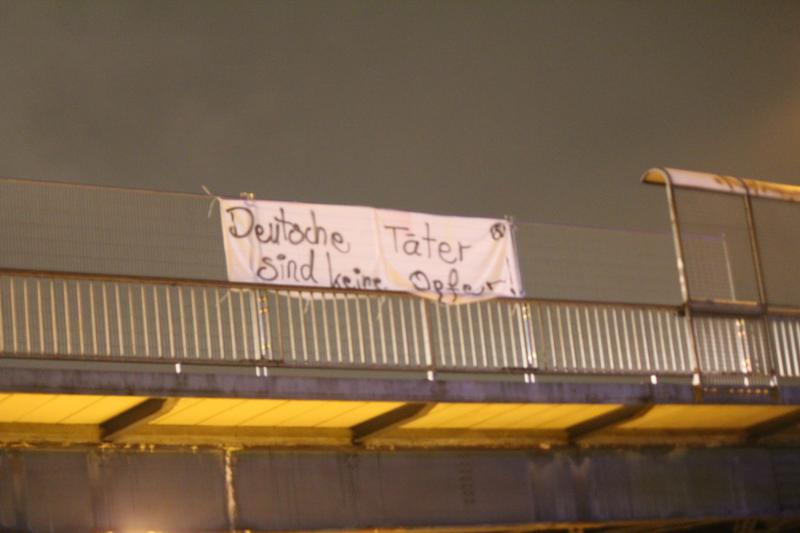 Deutsche Täter
sind keine Opfer!